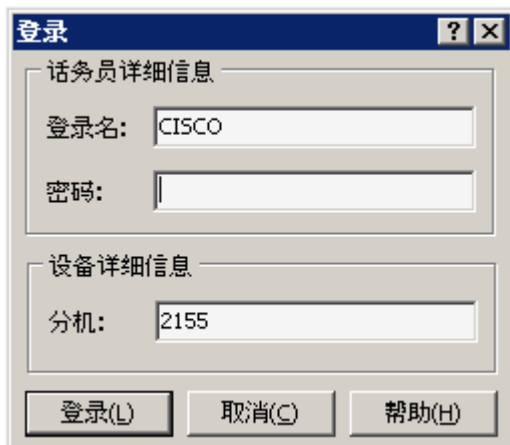 登录
话务员详细信息
登录名: CISCO
密码:
设备详细信息
分机: 2155
登录(L) 取消(C) 帮助(H)